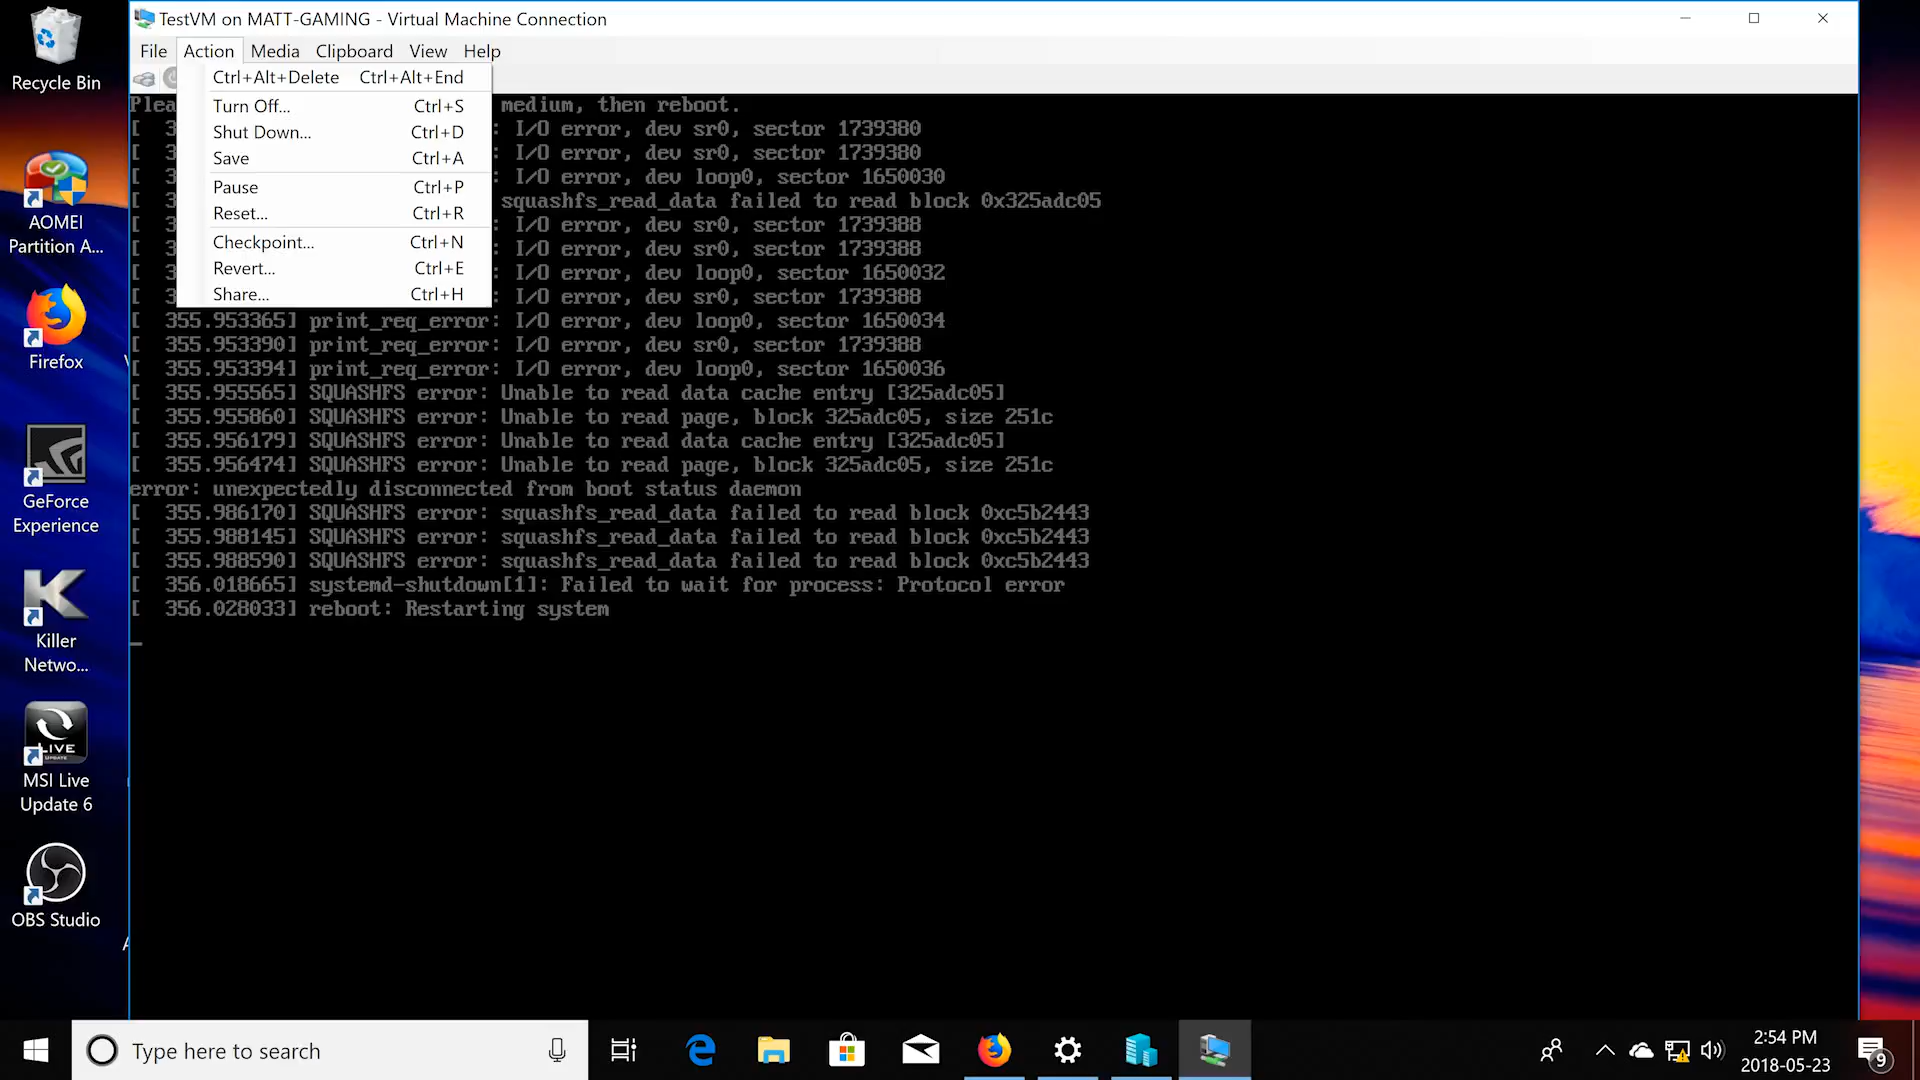 TestVM on MATT-GAMING - Virtual Machine Connection
File Action Media Clipboard View Help
Ctrl+Alt+Delete Ctrl+Alt+End
Turn Off... Ctrl+S
Shut Down... Ctrl+D
Save Ctrl+A
Pause Ctrl+P
Reset... Ctrl+R
Checkpoint... Ctrl+N
Revert... Ctrl+E
Share... Ctrl+H
Plea medium, then reboot.
[ 3 : I/O error, dev sr0, sector 1739380
[ 3 : I/O error, dev sr0, sector 1739380
[ 3 : I/O error, dev loop0, sector 1650030
[ 3 squashfs_read_data failed to read block 0x325adc05
[ 3 : I/O error, dev sr0, sector 1739388
[ 3 : I/O error, dev sr0, sector 1739388
[ 3 : I/O error, dev loop0, sector 1650032
[ 3 : I/O error, dev sr0, sector 1739388
[ 355.953365] print_req_error: I/O error, dev loop0, sector 1650034
[ 355.953390] print_req_error: I/O error, dev sr0, sector 1739388
[ 355.953394] print_req_error: I/O error, dev loop0, sector 1650036
[ 355.955565] SQUASHFS error: Unable to read data cache entry [325adc05]
[ 355.955860] SQUASHFS error: Unable to read page, block 325adc05, size 251c
[ 355.956179] SQUASHFS error: Unable to read data cache entry [325adc05]
[ 355.956474] SQUASHFS error: Unable to read page, block 325adc05, size 251c
error: unexpectedly disconnected from boot status daemon
[ 355.986170] SQUASHFS error: squashfs_read_data failed to read block 0xc5b2443
[ 355.988145] SQUASHFS error: squashfs_read_data failed to read block 0xc5b2443
[ 355.988590] SQUASHFS error: squashfs_read_data failed to read block 0xc5b2443
[ 356.018665] systemd-shutdown[1]: Failed to wait for process: Protocol error
[ 356.028033] reboot: Restarting system
Recycle Bin
AOMEI
Partition A...
Firefox
GeForce
Experience
Killer
Netwo...
LIVE
UPDATE
MSI Live
Update 6
OBS Studio
Type here to search
2:54 PM
2018-05-23
9